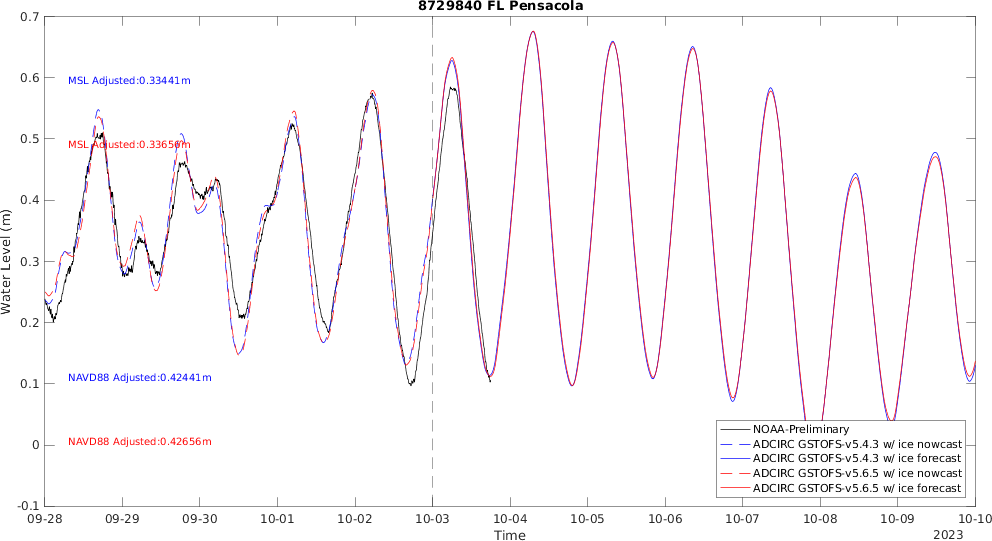 8729840 FL Pensacola
0.7
0.6
0.5
0.4
0.3
0.2
0.1
0
-0.1
Water Level (m)
MSL Adjusted:0.33441m
MSL Adjusted:0.33656m
NAVD88 Adjusted:0.42441m
NAVD88 Adjusted:0.42656m
NOAA-Preliminary
ADCIRC GSTOFS-v5.4.3 w/ ice nowcast
ADCIRC GSTOFS-v5.4.3 w/ ice forecast
ADCIRC GSTOFS-v5.6.5 w/ ice nowcast
ADCIRC GSTOFS-v5.6.5 w/ ice forecast
09-28 09-29 09-30 10-01 10-02 10-03 10-04 10-05 10-06 10-07 10-08 10-09 10-10
Time
2023